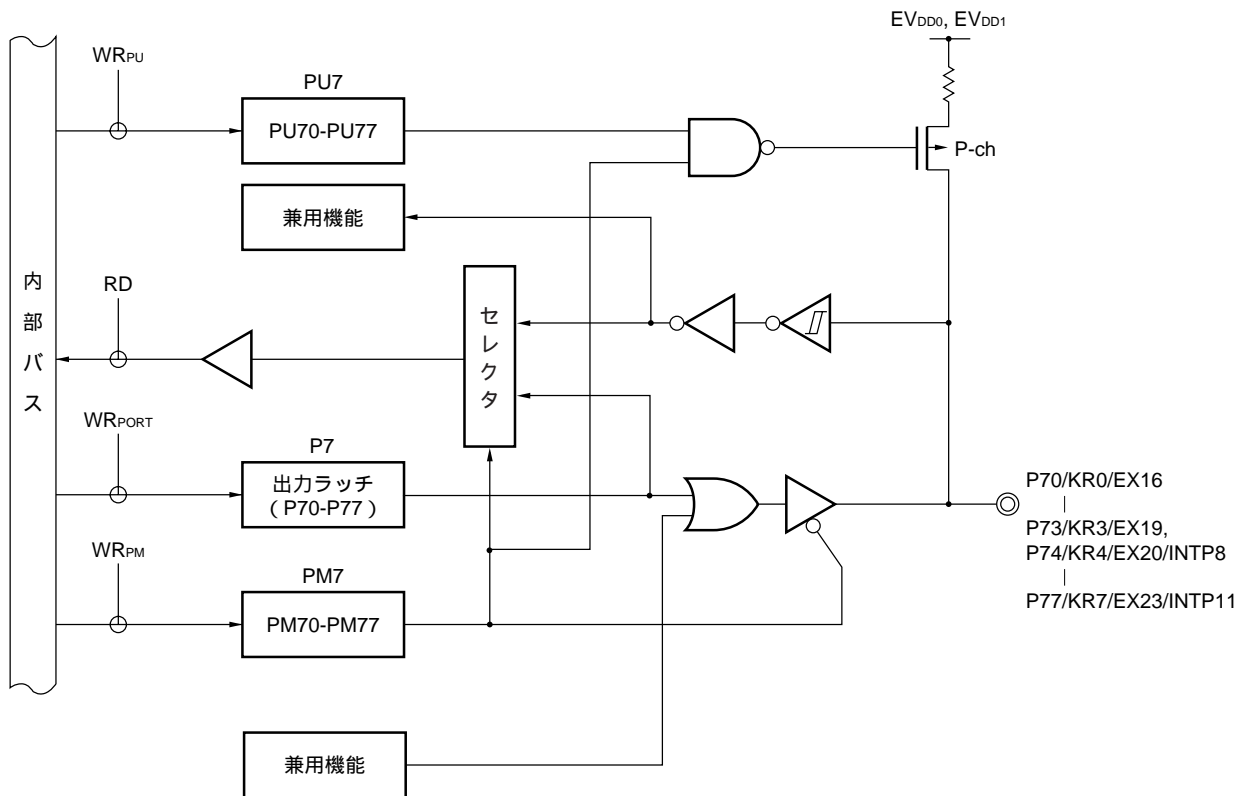 EVDD0, EVDD1
WRPU
PU7
PU70-PU77
P-ch
兼用機能
内部バス
RD
セレクタ
WRPORT
P7
出力ラッチ
(P70-P77)
P70/KR0/EX16
P73/KR3/EX19,
P74/KR4/EX20/INTP8
P77/KR7/EX23/INTP11
WRPM
PM7
PM70-PM77
兼用機能